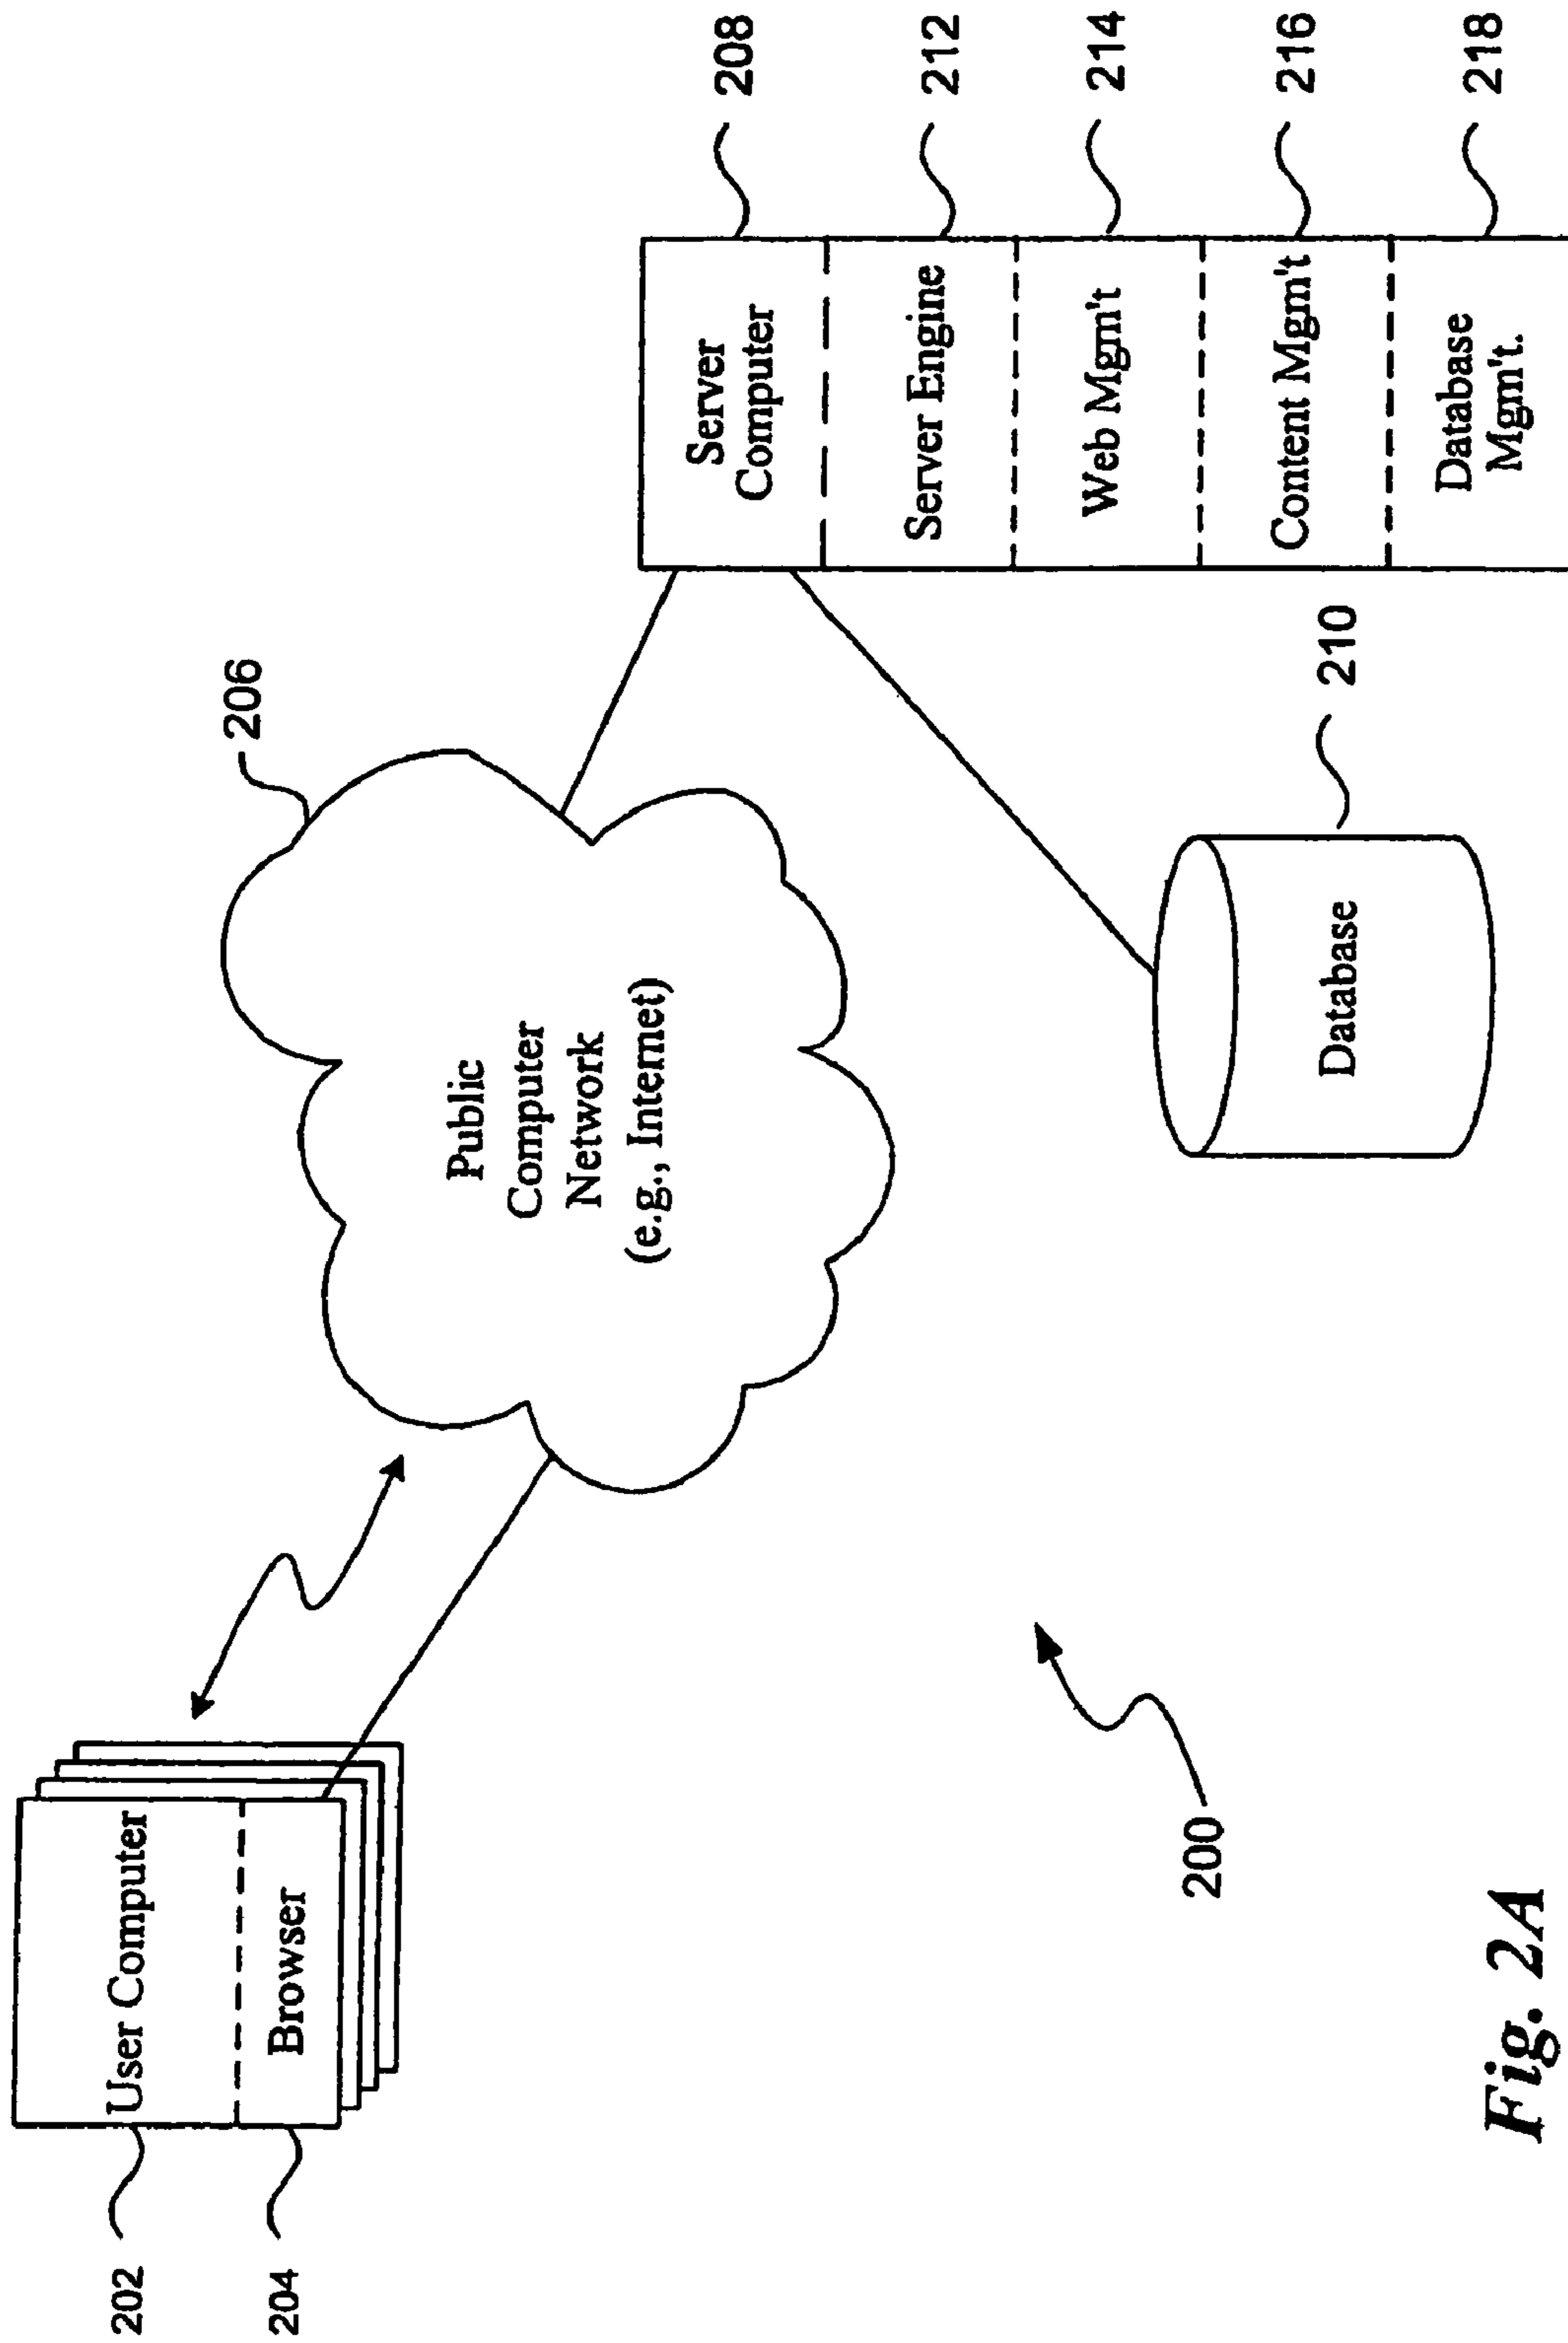 202
User Computer
204
Browser
206
Public
Computer
Network
(e.g., Internet)
Server
Computer
208
Server Engine
212
Web Mgm't
214
Content Mgm't
216
Database
Mgm't.
218
Database
210
200
Fig. 2A